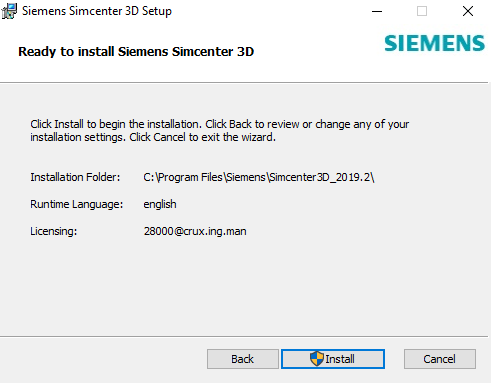 Siemens Simcenter 3D Setup
Ready to install Siemens Simcenter 3D
SIEMENS
Click Install to begin the installation. Click Back to review or change any of your
installation settings. Click Cancel to exit the wizard.
Installation Folder: C:\Program Files\Siemens\Simcenter3D_2019.2\
Runtime Language: english
Licensing: 28000@crux.ing.man
Back Install Cancel